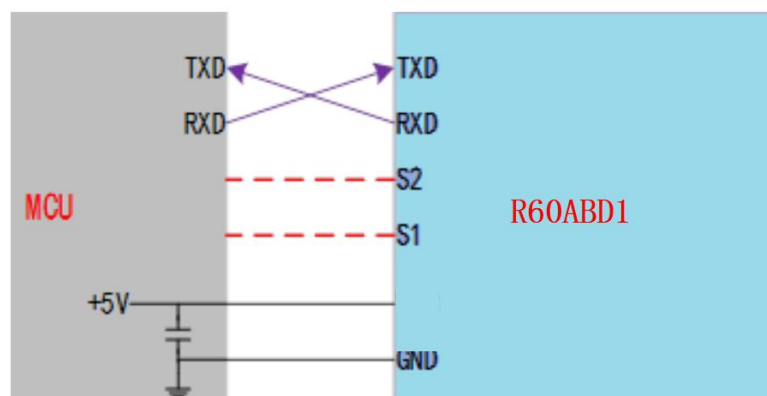 TXD
TXD
RXD
RXD
S2
MCU
R60ABD1
S1
+5V
GND